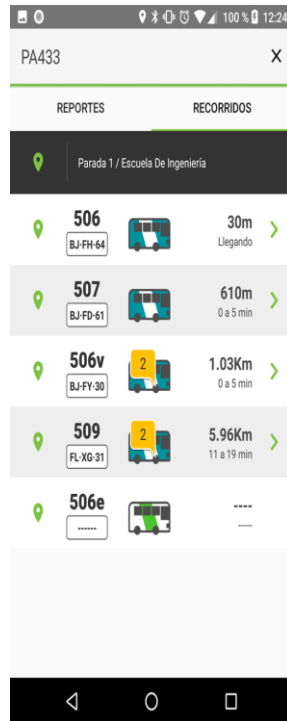 100 % 12:24
PA433 X
REPORTES RECORRIDOS
Parada 1 / Escuela De Ingeniería
506 30m
BJ-FH-64 Llegando
507 610m
BJ-FD-61 0 a 5 min
506v 2 1.03Km
BJ-FY-30 0 a 5 min
509 2 5.96Km
FL-XG-31 11 a 19 min
506e ----
------ ------